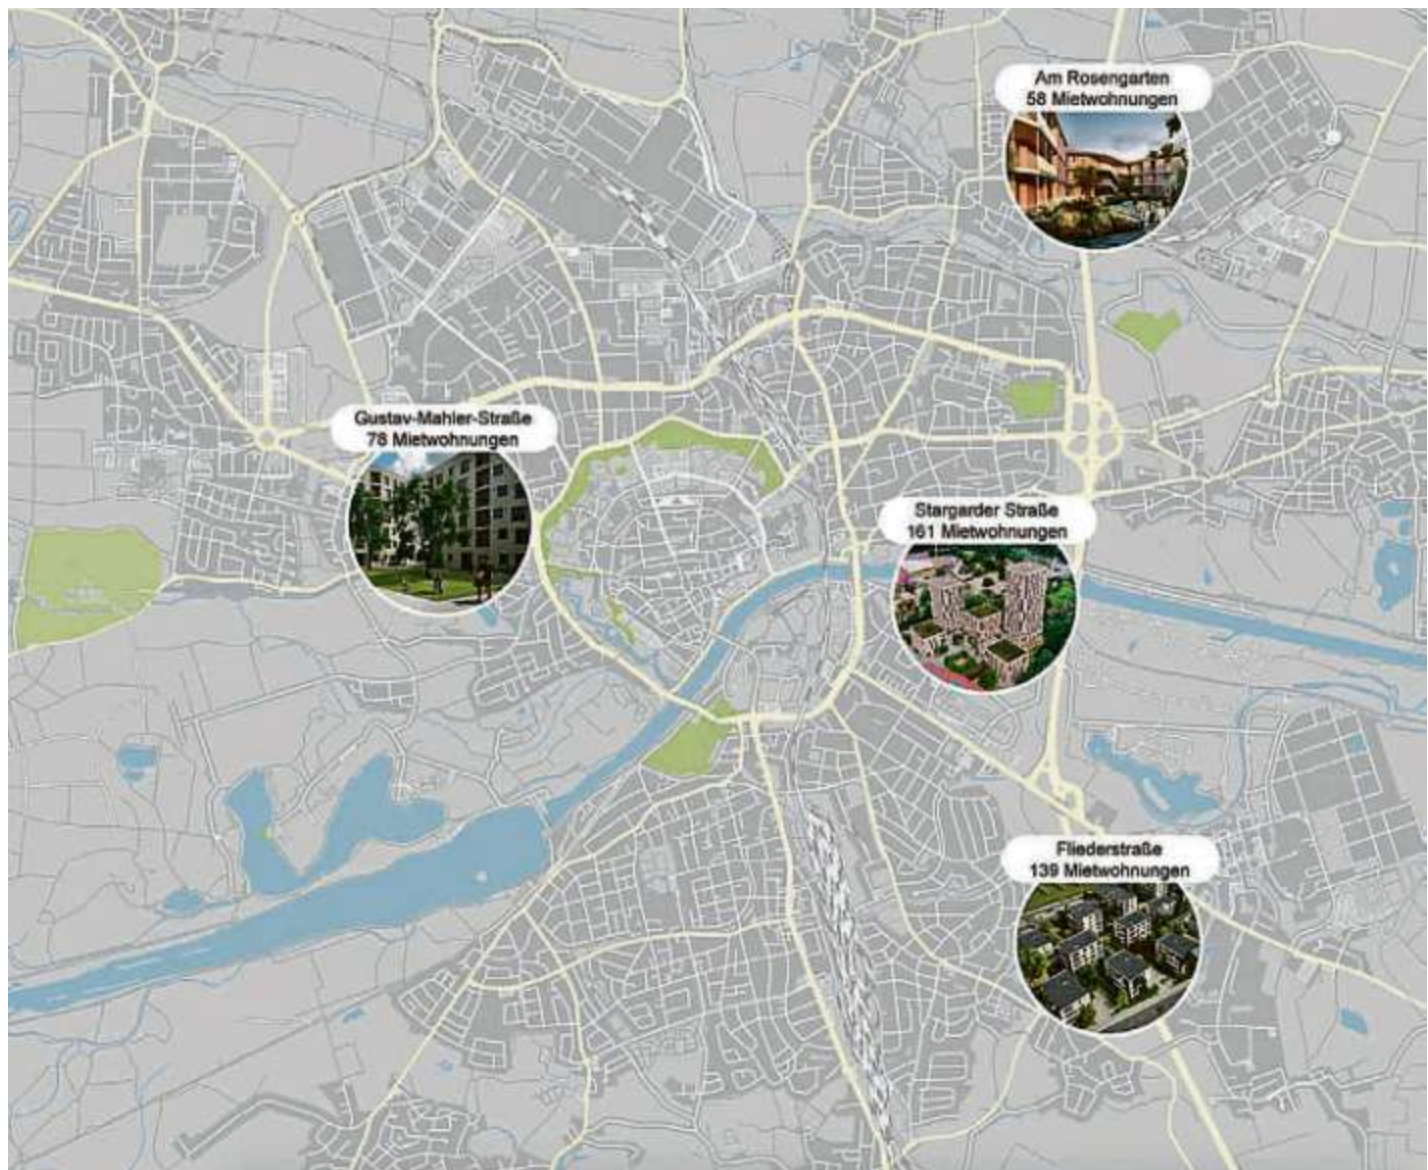 Am Rosengarten
58 Mietwohnungen
Gustav-Mahler-Straße
78 Mietwohnungen
Stargarder Straße
161 Mietwohnungen
Fliederstraße
139 Mietwohnungen